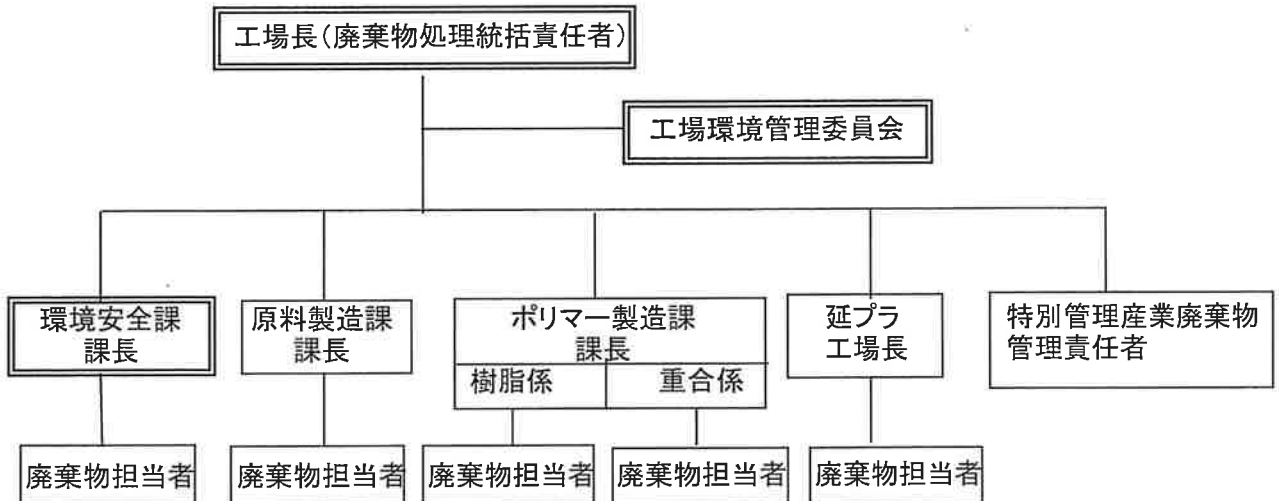 工場長(廃棄物処理統括責任者)
工場環境管理委員会
環境安全課
課長
原料製造課
課長
ポリマー製造課
課長
樹脂係
重合係
延プラ
工場長
特別管理産業廃棄物
管理責任者
廃棄物担当者
廃棄物担当者
廃棄物担当者
廃棄物担当者
廃棄物担当者